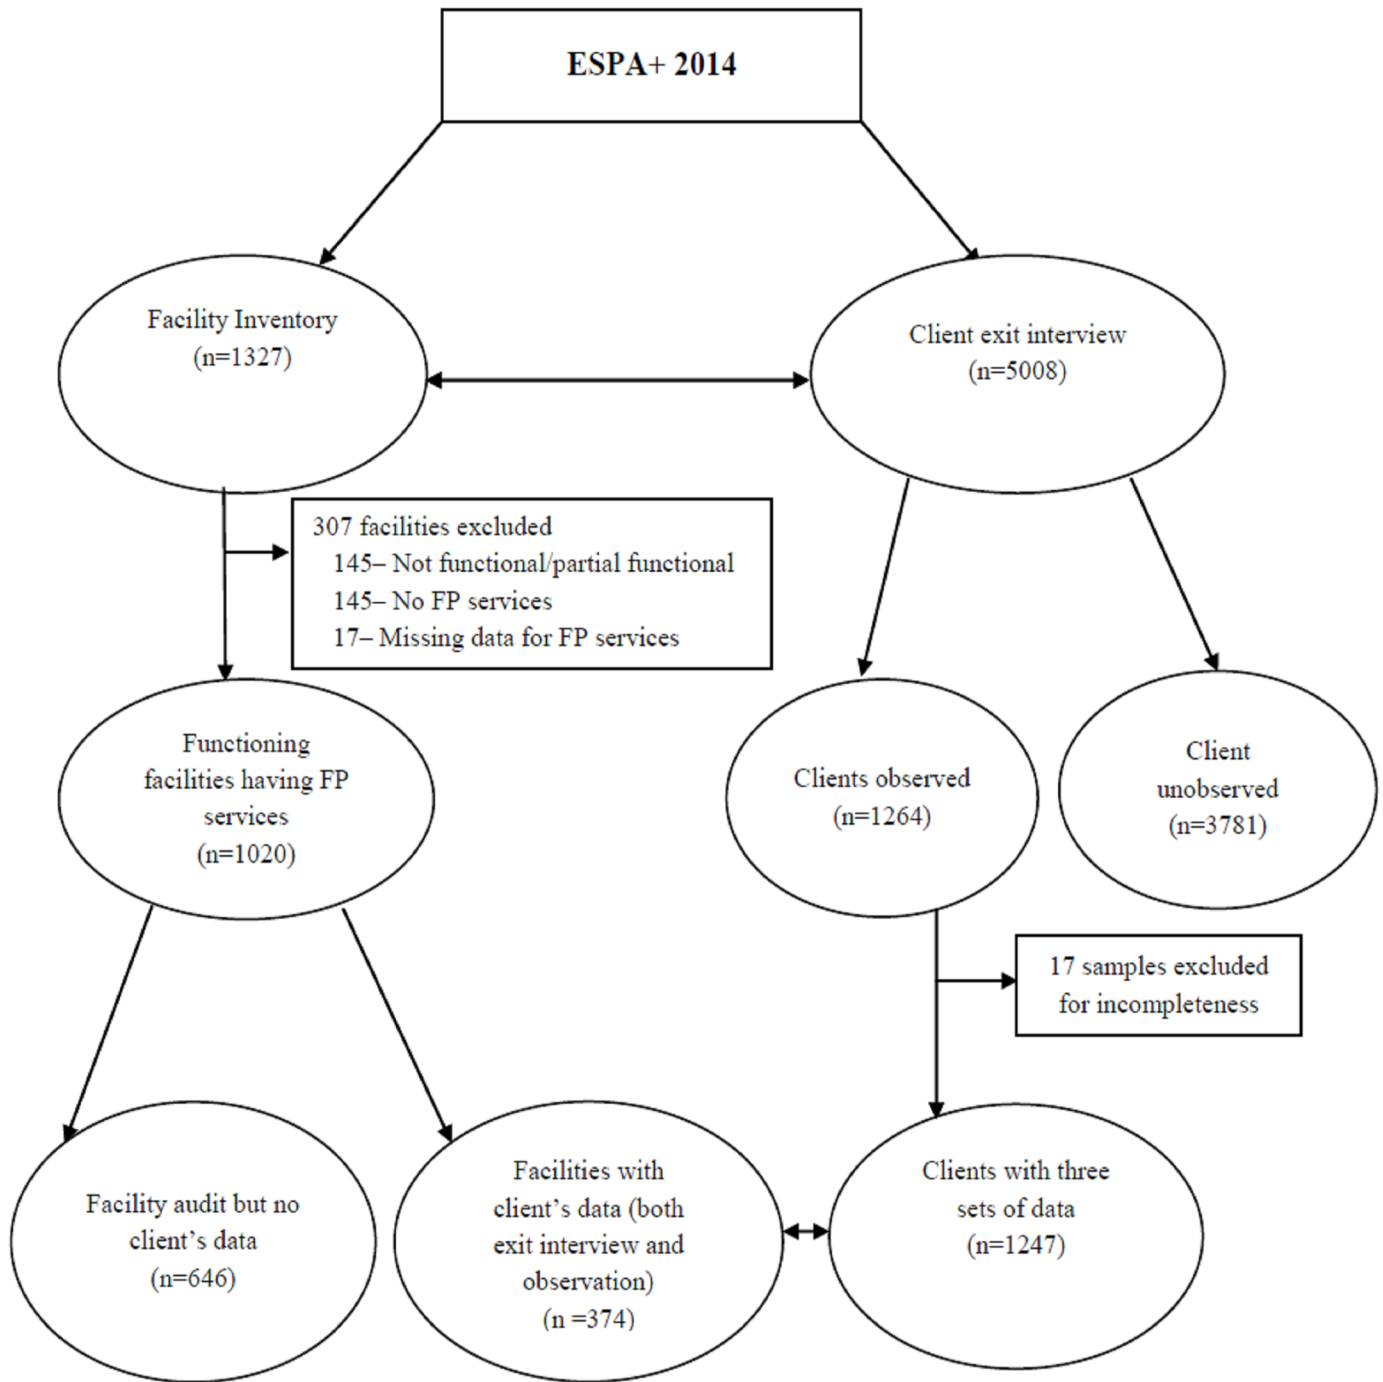 ESPA+ 2014
Facility Inventory
(n=1327)
Client exit interview
(n=5008)
307 facilities excluded
145– Not functional/partial functional
145– No FP services
17– Missing data for FP services
Functioning
facilities having FP
services
(n=1020)
Clients observed
(n=1264)
Client
unobserved
(n=3781)
17 samples excluded
for incompleteness
Facility audit but no
client’s data
(n=646)
Facilities with
client’s data (both
exit interview and
observation)
(n =374)
Clients with three
sets of data
(n=1247)